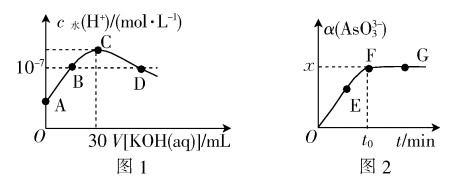 c 水(H⁺)/(mol·L⁻¹)
C
10⁻⁷
B
D
A
O
30 V[KOH(aq)]/mL
图 1
α(AsO₃³⁻)
x
F
G
E
O
t₀
t/min
图 2